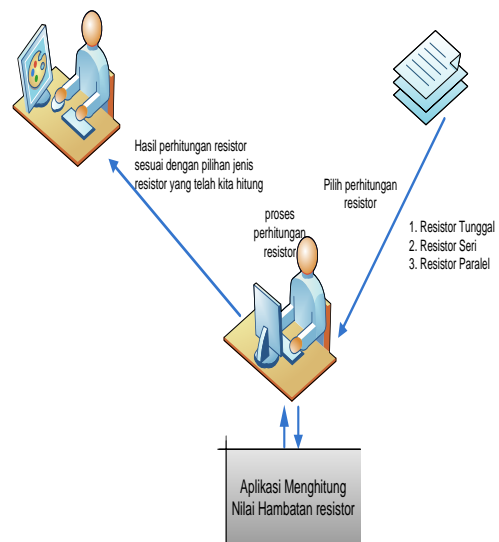 Hasil perhitungan resistor
sesuai dengan pilihan jenis
resistor yang telah kita hitung
Pilih perhitungan
resistor
1. Resistor Tunggal
2. Resistor Seri
3. Resistor Paralel
proses
perhitungan
resistor
Aplikasi Menghitung
Nilai Hambatan resistor